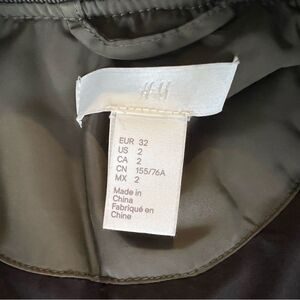 H&M
EUR 32
US 2
CA 2
CN 155/76A
MX 2
Made in
China
Fabriqué en
Chine